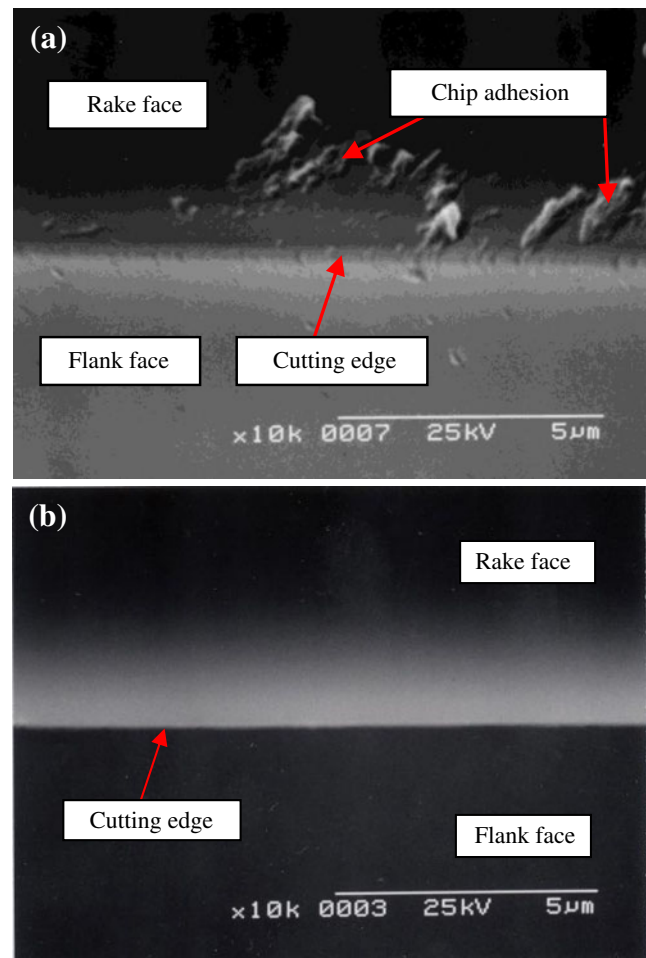 (a)
Rake face
Chip adhesion
Flank face
Cutting edge
x10k 0007 25kV 5µm
(b)
Rake face
Cutting edge
Flank face
x10k 0003 25kV 5µm